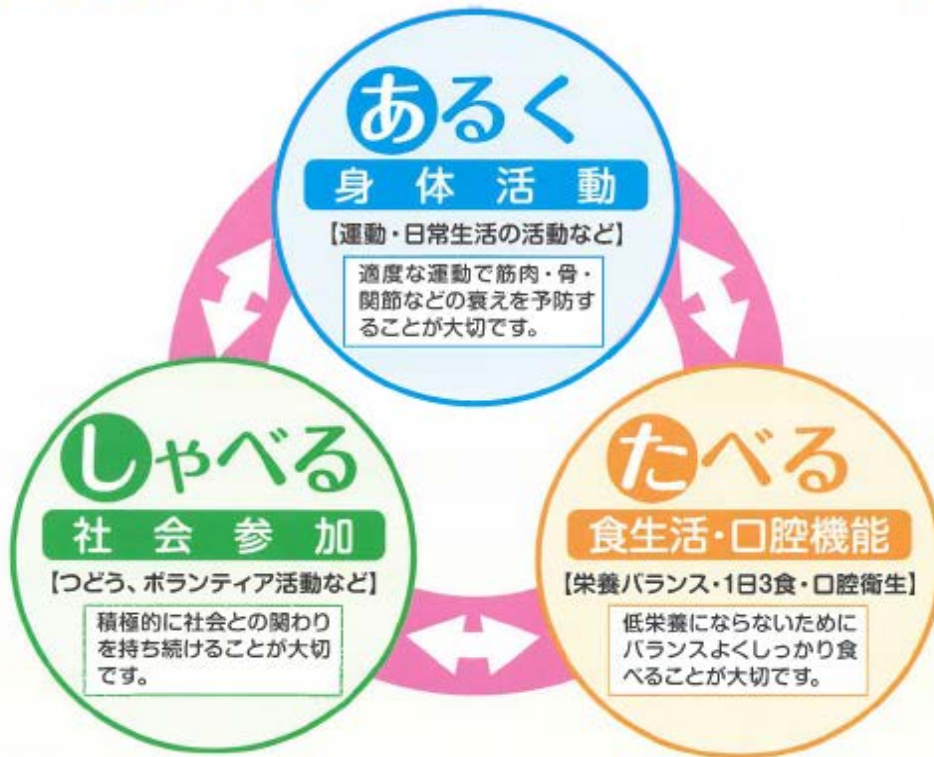 あるく
身体活動
【運動・日常生活の活動など】
適度な運動で筋肉・骨・
関節などの衰えを予防す
ることが大切です。
しゃべる
社会参加
【つどう、ボランティア活動など】
積極的に社会との関わり
を持ち続けることが大切
です。
たべる
食生活・口腔機能
【栄養バランス・1日3食・口腔衛生】
低栄養にならないために
バランスよくしっかり食
べることが大切です。